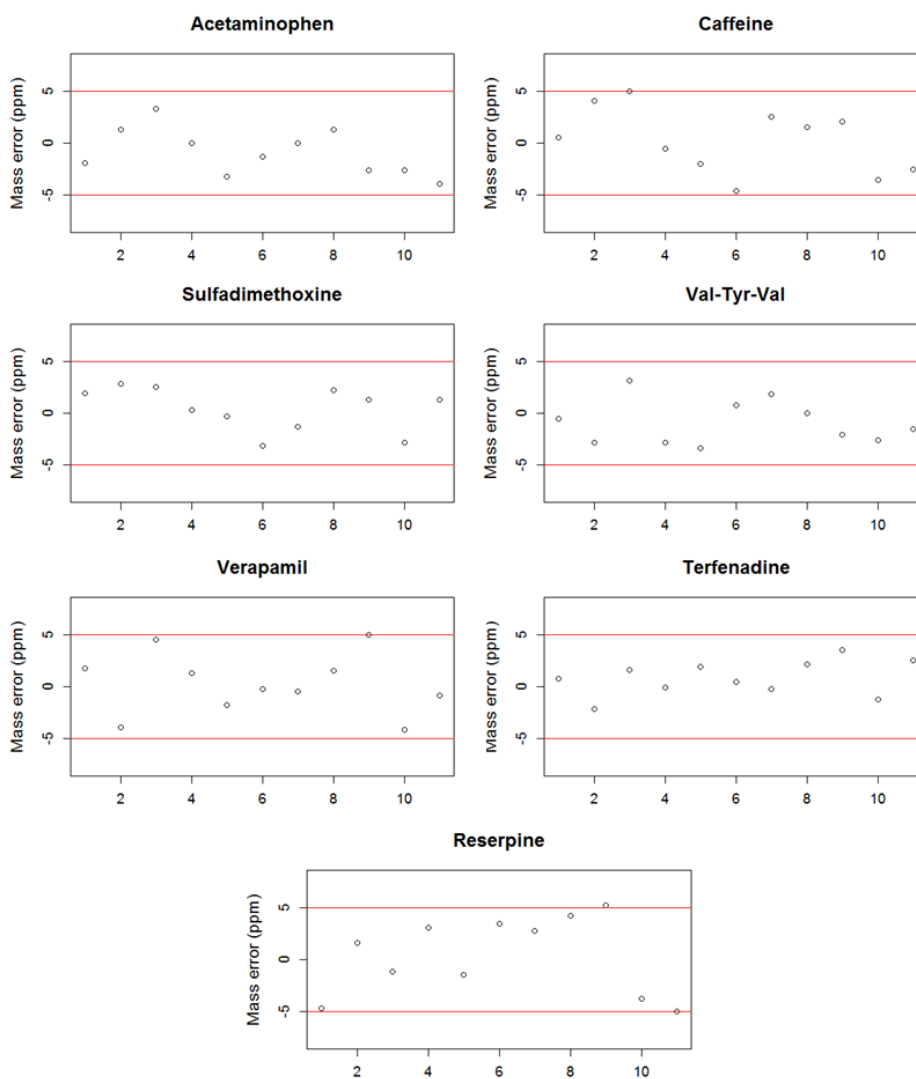 Acetaminophen
Mass error (ppm)
5
0
-5
2 4 6 8 10
Caffeine
Mass error (ppm)
5
0
-5
2 4 6 8 10
Sulfadimethoxine
Mass error (ppm)
5
0
-5
2 4 6 8 10
Val-Tyr-Val
Mass error (ppm)
5
0
-5
2 4 6 8 10
Verapamil
Mass error (ppm)
5
0
-5
2 4 6 8 10
Terfenadine
Mass error (ppm)
5
0
-5
2 4 6 8 10
Reserpine
Mass error (ppm)
5
0
-5
2 4 6 8 10